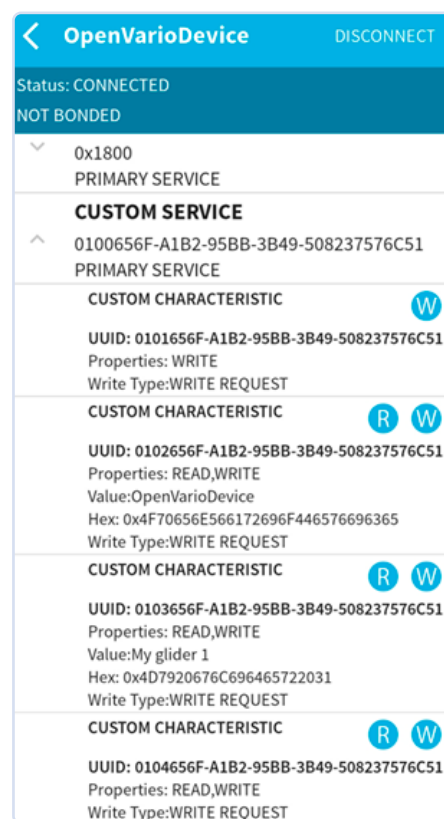 OpenVarioDevice DISCONNECT
Status: CONNECTED
NOT BONDED
0x1800
PRIMARY SERVICE
CUSTOM SERVICE
0100656F-A1B2-95BB-3B49-508237576C51
PRIMARY SERVICE
CUSTOM CHARACTERISTIC W
UUID: 0101656F-A1B2-95BB-3B49-508237576C51
Properties: WRITE
Write Type:WRITE REQUEST
CUSTOM CHARACTERISTIC R W
UUID: 0102656F-A1B2-95BB-3B49-508237576C51
Properties: READ,WRITE
Value:OpenVarioDevice
Hex: 0x4F70656E566172696F446576696365
Write Type:WRITE REQUEST
CUSTOM CHARACTERISTIC R W
UUID: 0103656F-A1B2-95BB-3B49-508237576C51
Properties: READ,WRITE
Value:My glider 1
Hex: 0x4D7920676C696465722031
Write Type:WRITE REQUEST
CUSTOM CHARACTERISTIC R W
UUID: 0104656F-A1B2-95BB-3B49-508237576C51
Properties: READ,WRITE
Write Type:WRITE REQUEST